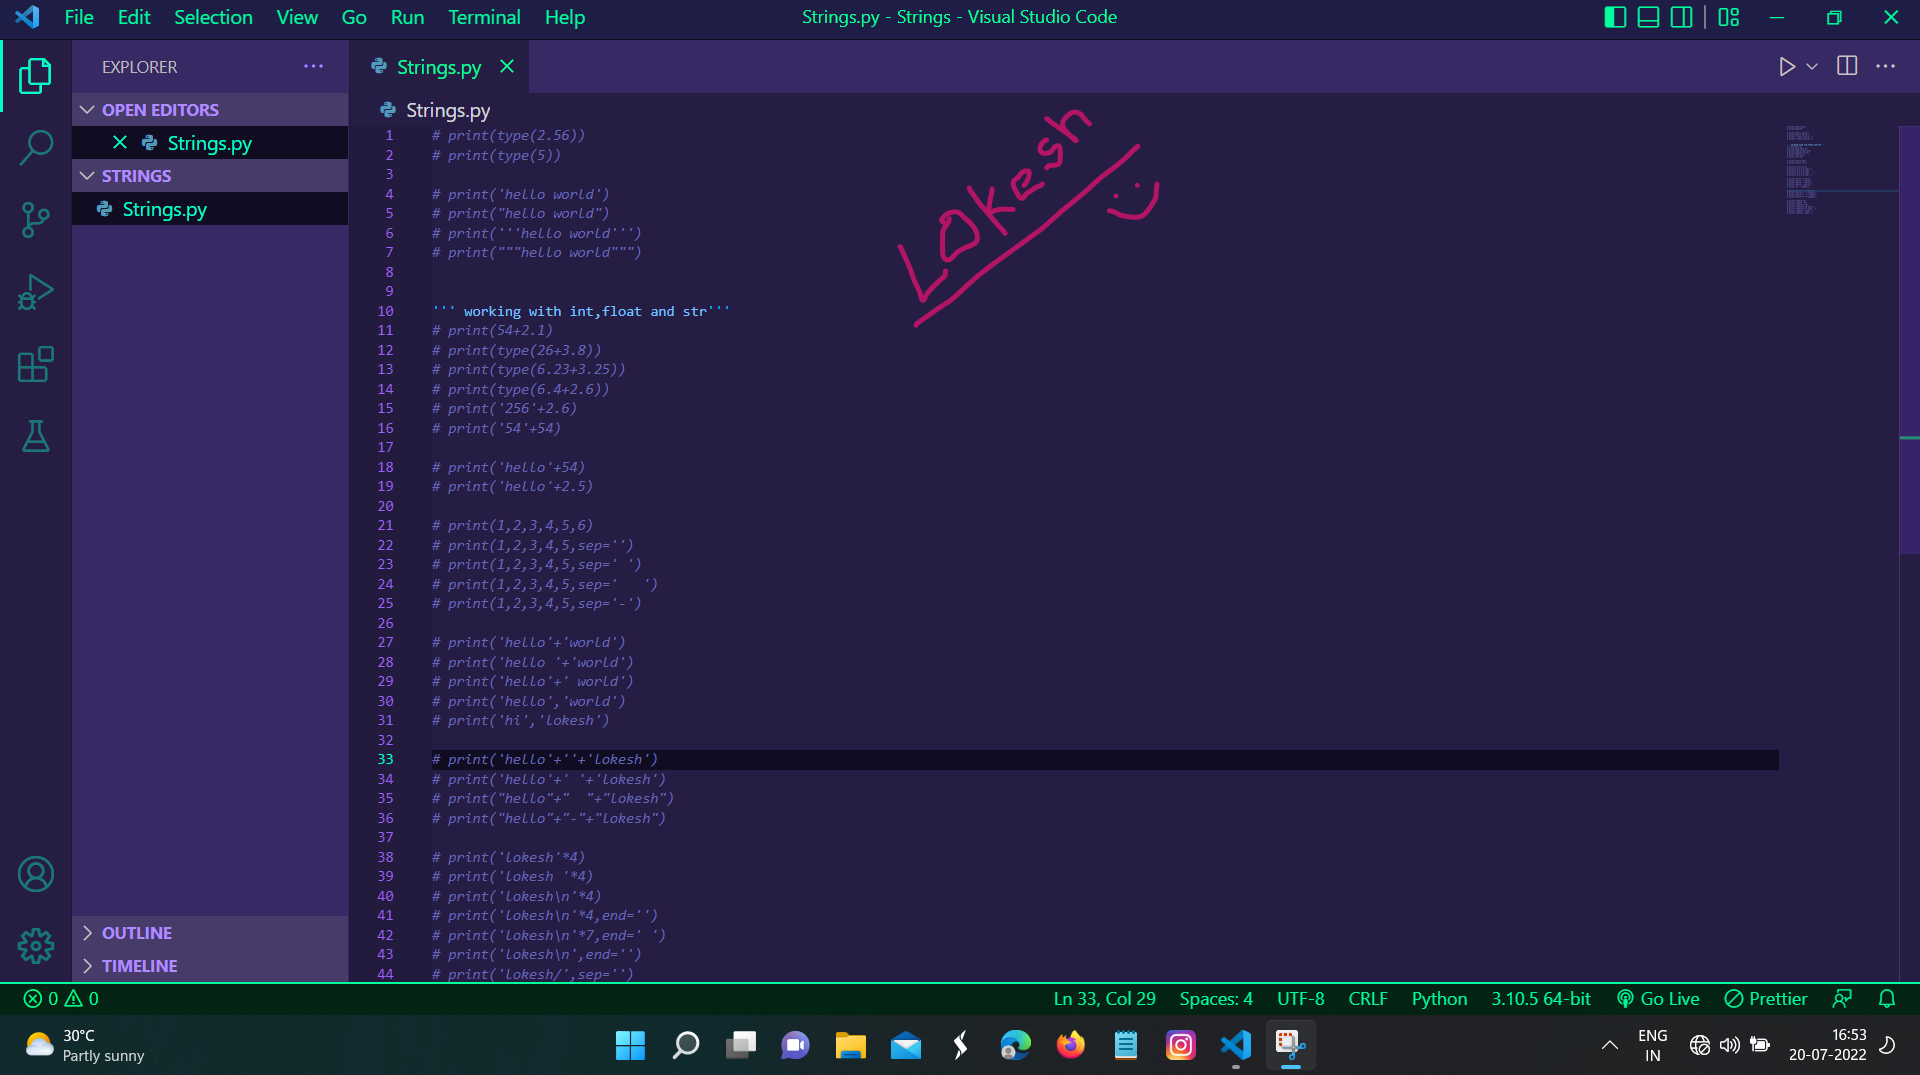 File Edit Selection View Go Run Terminal Help
Strings.py - Strings - Visual Studio Code
EXPLORER
OPEN EDITORS
Strings.py
STRINGS
Strings.py
OUTLINE
TIMELINE
Strings.py
Strings.py
1 # print(type(2.56))
2 # print(type(5))
3
4 # print('hello world')
5 # print("hello world")
6 # print('''hello world''')
7 # print("""hello world""")
8
9
10 ''' working with int,float and str'''
11 # print(54+2.1)
12 # print(type(26+3.8))
13 # print(type(6.23+3.25))
14 # print(type(6.4+2.6))
15 # print('256'+2.6)
16 # print('54'+54)
17
18 # print('hello'+54)
19 # print('hello'+2.5)
20
21 # print(1,2,3,4,5,6)
22 # print(1,2,3,4,5,sep='')
23 # print(1,2,3,4,5,sep=' ')
24 # print(1,2,3,4,5,sep='   ')
25 # print(1,2,3,4,5,sep='-')
26
27 # print('hello'+'world')
28 # print('hello '+'world')
29 # print('hello'+' world')
30 # print('hello','world')
31 # print('hi','lokesh')
32
33 # print('hello'+''+'lokesh')
34 # print('hello'+' '+'lokesh')
35 # print("hello"+"  "+"lokesh")
36 # print("hello"+"-"+"lokesh")
37
38 # print('lokesh'*4)
39 # print('lokesh '*4)
40 # print('lokesh\n'*4)
41 # print('lokesh\n'*4,end='')
42 # print('lokesh\n'*7,end=' ')
43 # print('lokesh\n',end='')
44 # print('lokesh/',sep='')
Lokesh
0 0
Ln 33, Col 29 Spaces: 4 UTF-8 CRLF Python 3.10.5 64-bit Go Live Prettier
30°C
Partly sunny
ENG
IN
16:53
20-07-2022